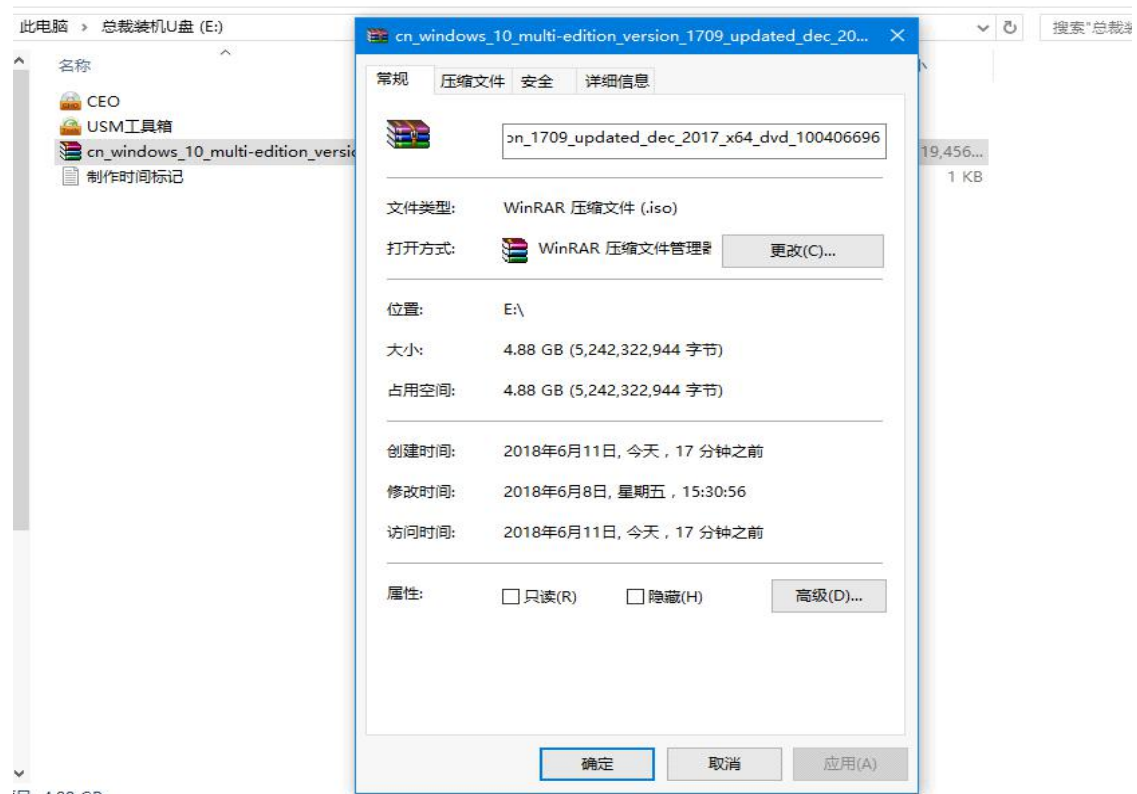 此电脑 › 总裁装机U盘 (E:)
搜索"总裁装
名称
CEO
USM工具箱
cn_windows_10_multi-edition_versic
19,456...
制作时间标记
1 KB
cn_windows_10_multi-edition_version_1709_updated_dec_20...
常规 压缩文件 安全 详细信息
on_1709_updated_dec_2017_x64_dvd_100406696
文件类型: WinRAR 压缩文件 (.iso)
打开方式: WinRAR 压缩文件管理器
更改(C)...
位置: E:\
大小: 4.88 GB (5,242,322,944 字节)
占用空间: 4.88 GB (5,242,322,944 字节)
创建时间: 2018年6月11日, 今天，17 分钟之前
修改时间: 2018年6月8日, 星期五，15:30:56
访问时间: 2018年6月11日, 今天，17 分钟之前
属性: 只读(R) 隐藏(H) 高级(D)...
确定 取消 应用(A)